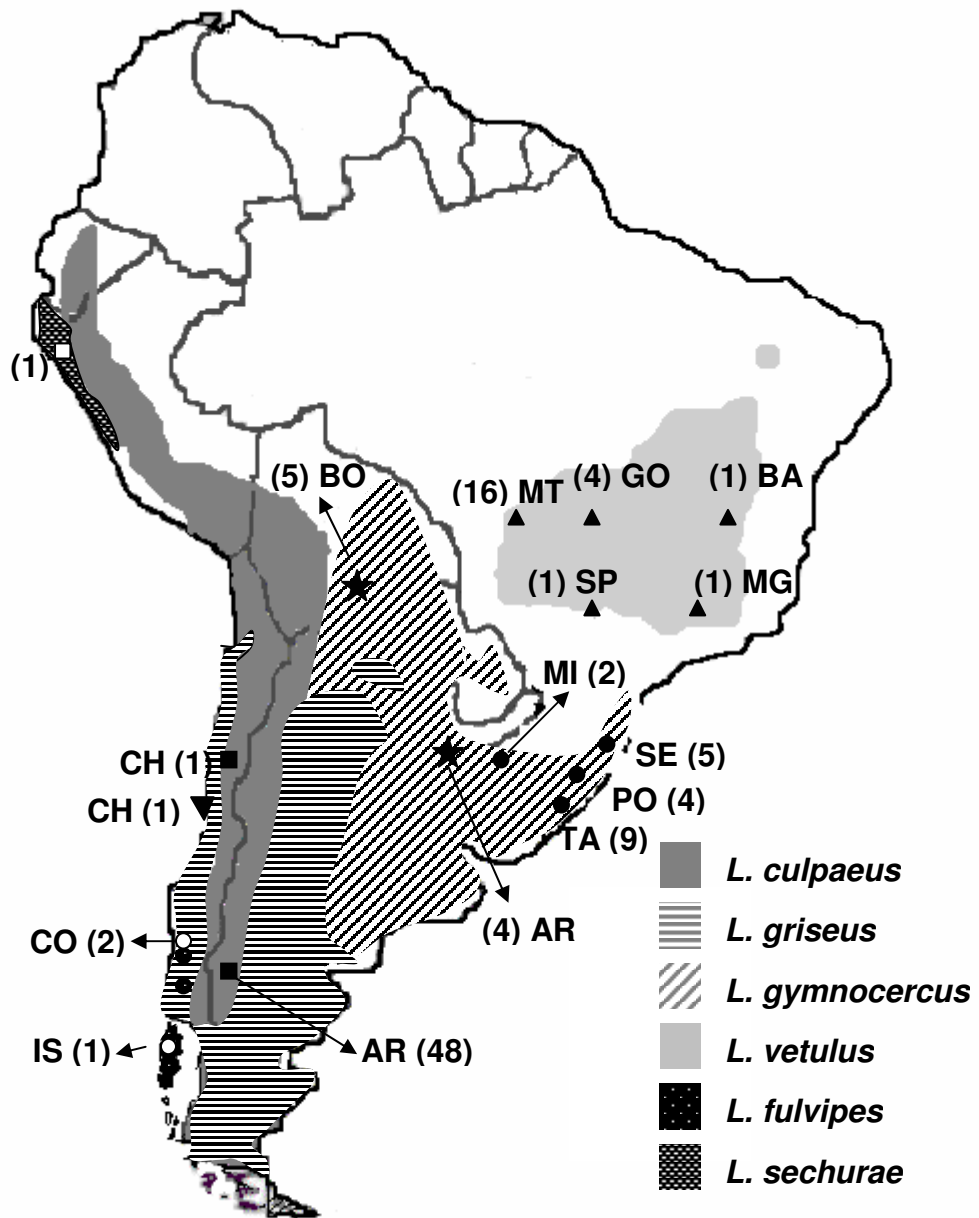 (1)
(5) BO
(16) MT
(4) GO
(1) BA
(1) SP
(1) MG
MI (2)
CH (1)
SE (5)
CH (1)
PO (4)
TA (9)
L. culpaeus
(4) AR
CO (2)
L. griseus
L. gymnocercus
IS (1)
AR (48)
L. vetulus
L. fulvipes
L. sechurae